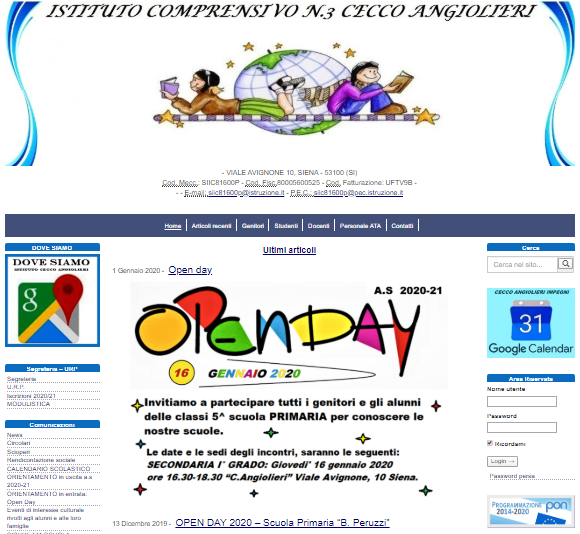 ISTITUTO COMPRENSIVO N.3 CECCO ANGIOLIERI
- VIALE AVIGNONE 10, SIENA - 53100 (SI)
Cod. Mecc.: SIIC81600P - Cod. Fisc.80005600525 - Cod. Fatturazione: UFTV9B -
- - E-mail: siic81600p@istruzione.it - P.E.C.: siic81600p@pec.istruzione.it
Home Articoli recenti Genitori Studenti Docenti Personale ATA Contatti
DOVE SIAMO
DOVE SIAMO
ISTITUTO CECCO ANGIOLIERI
g
Segreteria – URP
Segreteria
U.R.P.
Iscrizioni 2020/21
MODULISTICA
Comunicazioni
News
Circolari
Scioperi
Rendicontazione sociale
CALENDARIO SCOLASTICO
ORIENTAMENTO in uscita a.s
2020-21
ORIENTAMENTO in entrata:
Open Day
Eventi di interesse culturale
rivolti agli alunni e alle loro
famiglie
Ultimi articoli
1 Gennaio 2020 - Open day
A.S 2020-21
OPEN DAY
16 GENNAIO 2020
Invitiamo a partecipare tutti i genitori e gli alunni
delle classi 5^ scuola PRIMARIA per conoscere le
nostre scuole.
Le date e le sedi degli incontri, saranno le seguenti:
SECONDARIA I° GRADO: Giovedi' 16 gennaio 2020
ore 16.30-18.30 “C.Angiolieri” Viale Avignone, 10 Siena.
13 Dicembre 2019 - OPEN DAY 2020 – Scuola Primaria “B. Peruzzi”
Cerca
Cerca nel sito...
CECCO ANGIOLIERI IMPEGNI
31
Google Calendar
Area Riservata
Nome utente
Password
Ricordami
Login →
Password persa
PROGRAMMAZIONE
2014-2020
pon